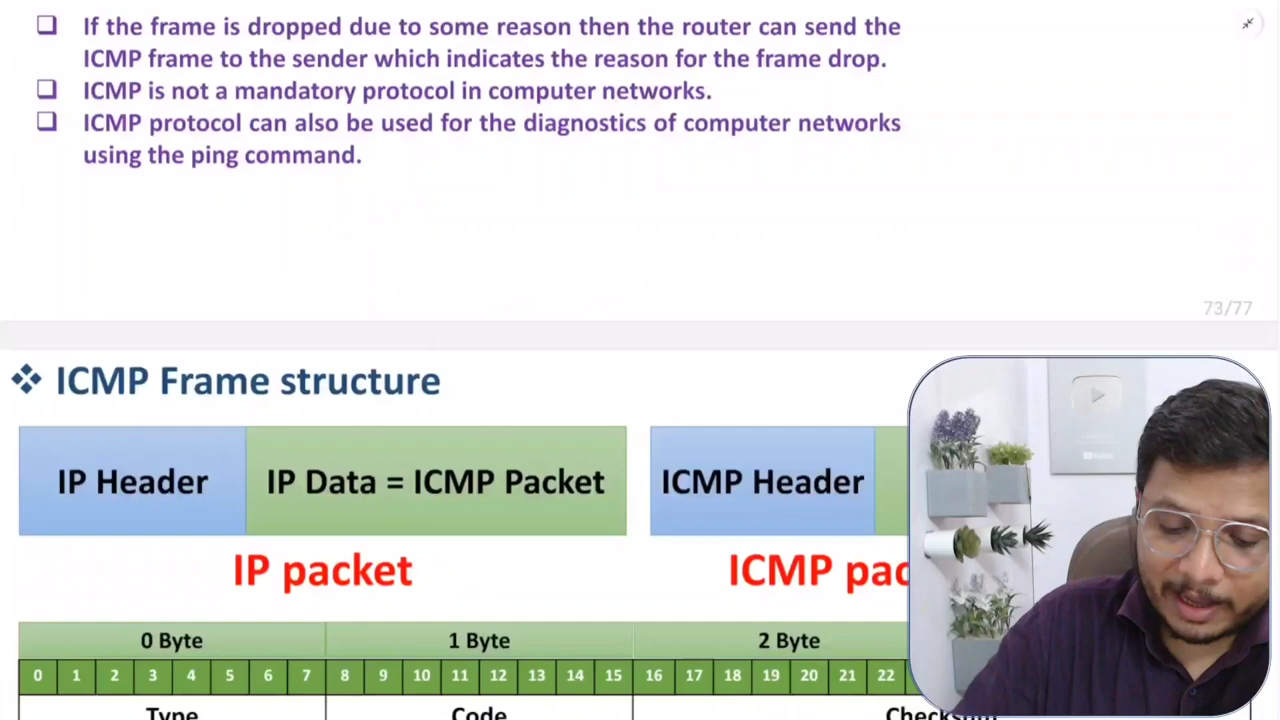 ❑ If the frame is dropped due to some reason then the router can send the
ICMP frame to the sender which indicates the reason for the frame drop.
❑ ICMP is not a mandatory protocol in computer networks.
❑ ICMP protocol can also be used for the diagnostics of computer networks
using the ping command.
73/77
❖ ICMP Frame structure
IP Header IP Data = ICMP Packet ICMP Header
IP packet ICMP pac
0 Byte 1 Byte 2 Byte
0 1 2 3 4 5 6 7 8 9 10 11 12 13 14 15 16 17 18 19 20 21 22
Type Code Checksum